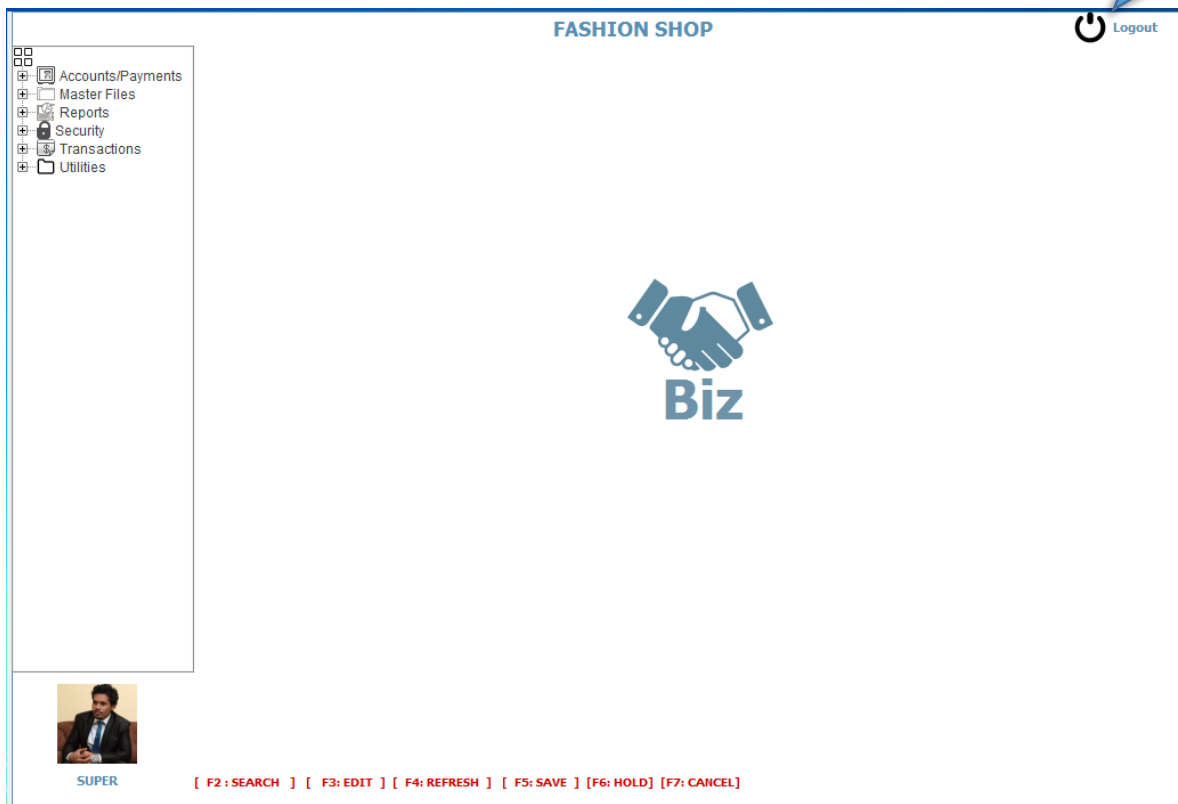 FASHION SHOP
Logout
Accounts/Payments
Master Files
Reports
Security
Transactions
Utilities
Biz
SUPER
[ F2 : SEARCH ] [ F3: EDIT ] [ F4: REFRESH ] [ F5: SAVE ] [F6: HOLD] [F7: CANCEL]